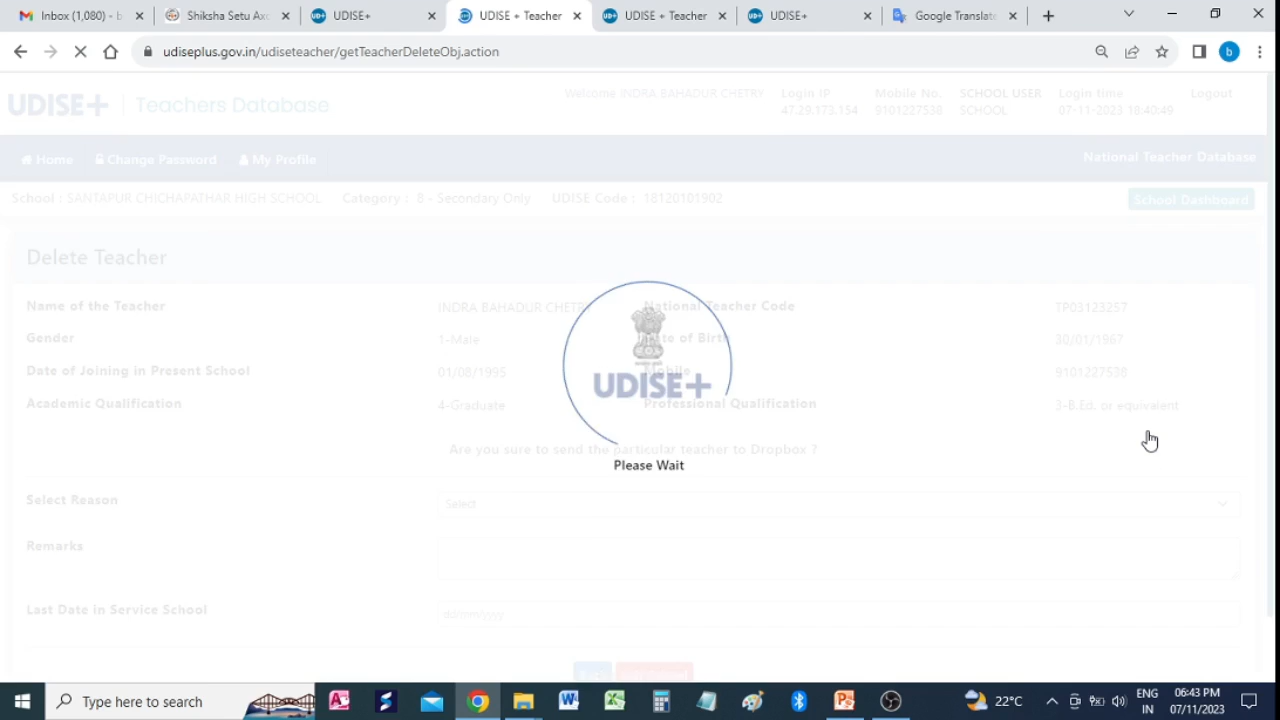 Inbox (1,080) - b
Shiksha Setu Axo
UDISE+
UDISE + Teacher
UDISE + Teacher
UDISE+
Google Translate
udiseplus.gov.in/udiseteacher/getTeacherDeleteObj.action
UDISE+ | Teachers Database
Welcome INDRA BAHADUR CHETRY
Login IP
47.29.173.154
Mobile No.
9101227538
SCHOOL USER
SCHOOL
Login time
07-11-2023 18:40:49
Logout
Home Change Password My Profile National Teacher Database
School : SANTAPUR CHICHAPATHAR HIGH SCHOOL Category : 8 - Secondary Only UDISE Code : 18120101902 School Dashboard
Delete Teacher
Name of the Teacher INDRA BAHADUR CHETRY National Teacher Code TP03123257
Gender 1-Male Date of Birth 30/01/1967
Date of Joining in Present School 01/08/1995 Mobile 9101227538
Academic Qualification 4-Graduate Professional Qualification 3-B.Ed. or equivalent
UDISE+
Are you sure to send the particular teacher to Dropbox ?
Please Wait
Select Reason Select
Remarks
Last Date in Service School dd/mm/yyyy
Type here to search
22°C
ENG
IN
06:43 PM
07/11/2023